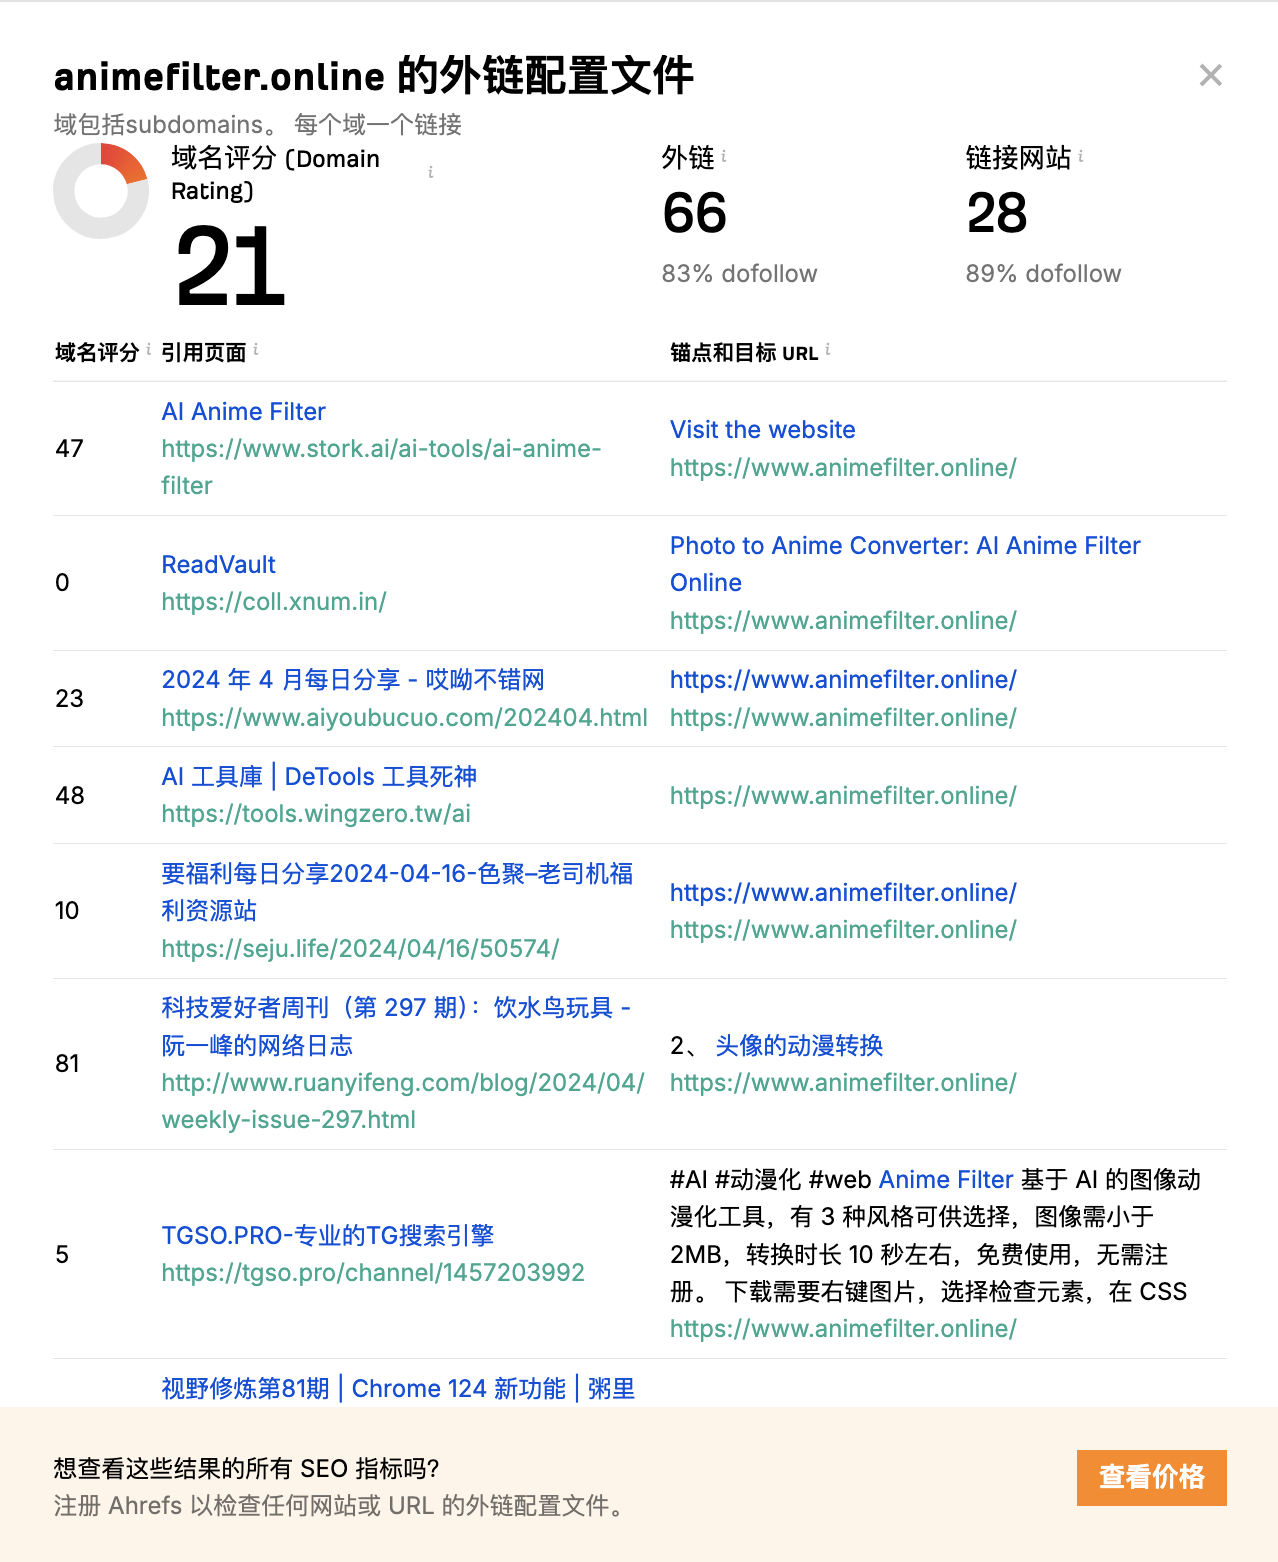 animefilter.online 的外链配置文件
域包括subdomains。 每个域一个链接
域名评分 (Domain
Rating)
21
外链
66
83% dofollow
链接网站
28
89% dofollow
域名评分 引用页面 锚点和目标 URL
47
AI Anime Filter
https://www.stork.ai/ai-tools/ai-anime-
filter
Visit the website
https://www.animefilter.online/
0
ReadVault
https://coll.xnum.in/
Photo to Anime Converter: AI Anime Filter
Online
https://www.animefilter.online/
23
2024 年 4 月每日分享 - 哎呦不错网
https://www.aiyoubucuo.com/202404.html
https://www.animefilter.online/
https://www.animefilter.online/
48
AI 工具庫 | DeTools 工具死神
https://tools.wingzero.tw/ai
https://www.animefilter.online/
10
要福利每日分享2024-04-16-色聚–老司机福
利资源站
https://seju.life/2024/04/16/50574/
https://www.animefilter.online/
https://www.animefilter.online/
81
科技爱好者周刊（第 297 期）：饮水鸟玩具 -
阮一峰的网络日志
http://www.ruanyifeng.com/blog/2024/04/
weekly-issue-297.html
2、 头像的动漫转换
https://www.animefilter.online/
5
TGSO.PRO-专业的TG搜索引擎
https://tgso.pro/channel/1457203992
#AI #动漫化 #web Anime Filter 基于 AI 的图像动
漫化工具，有 3 种风格可供选择，图像需小于
2MB，转换时长 10 秒左右，免费使用，无需注
册。 下载需要右键图片，选择检查元素，在 CSS
https://www.animefilter.online/
视野修炼第81期 | Chrome 124 新功能 | 粥里
想查看这些结果的所有 SEO 指标吗?
注册 Ahrefs 以检查任何网站或 URL 的外链配置文件。
查看价格